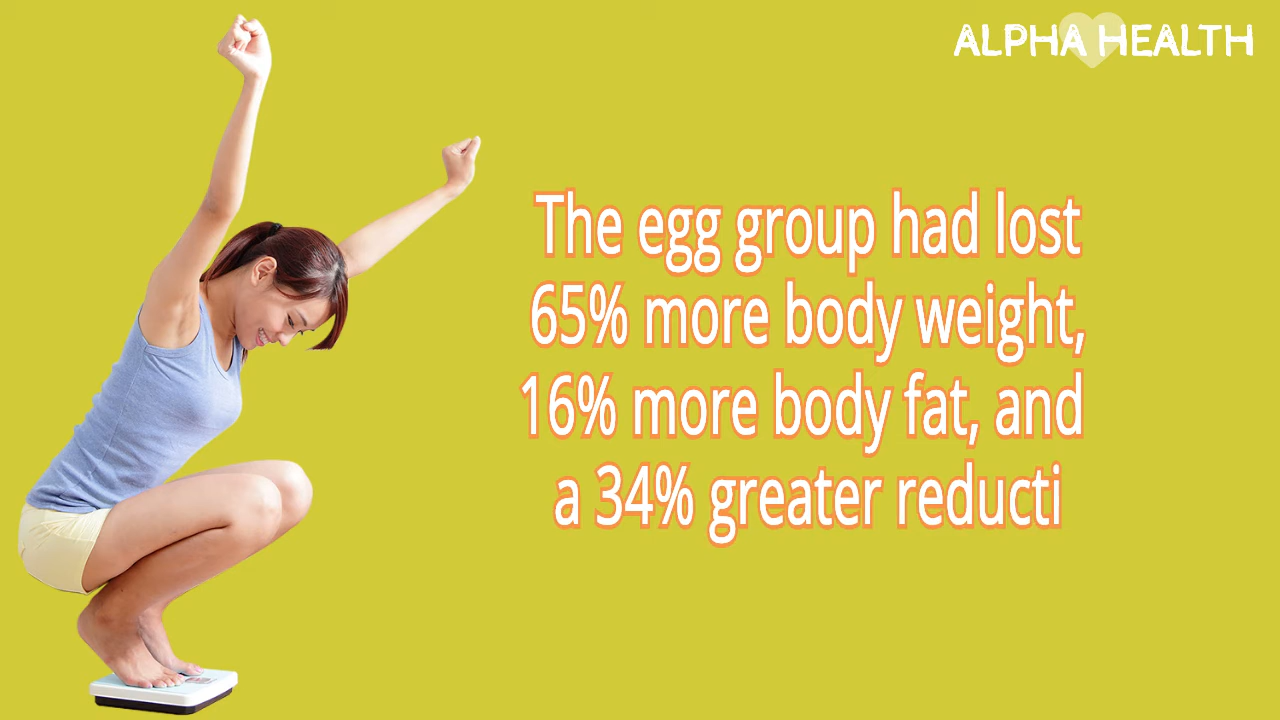 ALPHA HEALTH
The egg group had lost
65% more body weight,
16% more body fat, and
a 34% greater reducti